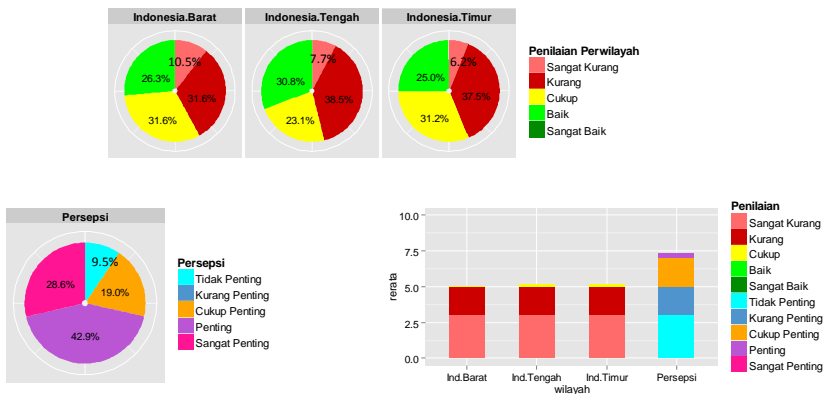 Indonesia.Barat
Indonesia.Tengah
Indonesia.Timur
10.5%
31.6%
31.6%
26.3%
7.7%
38.5%
23.1%
30.8%
6.2%
37.5%
31.2%
25.0%
Penilaian Perwilayah
Sangat Kurang
Kurang
Cukup
Baik
Sangat Baik
Persepsi
9.5%
19.0%
42.9%
28.6%
Persepsi
Tidak Penting
Kurang Penting
Cukup Penting
Penting
Sangat Penting
10.0
7.5
5.0
2.5
0.0
rerata
Ind.Barat
Ind.Tengah
Ind.Timur
Persepsi
wilayah
Penilaian
Sangat Kurang
Kurang
Cukup
Baik
Sangat Baik
Tidak Penting
Kurang Penting
Cukup Penting
Penting
Sangat Penting